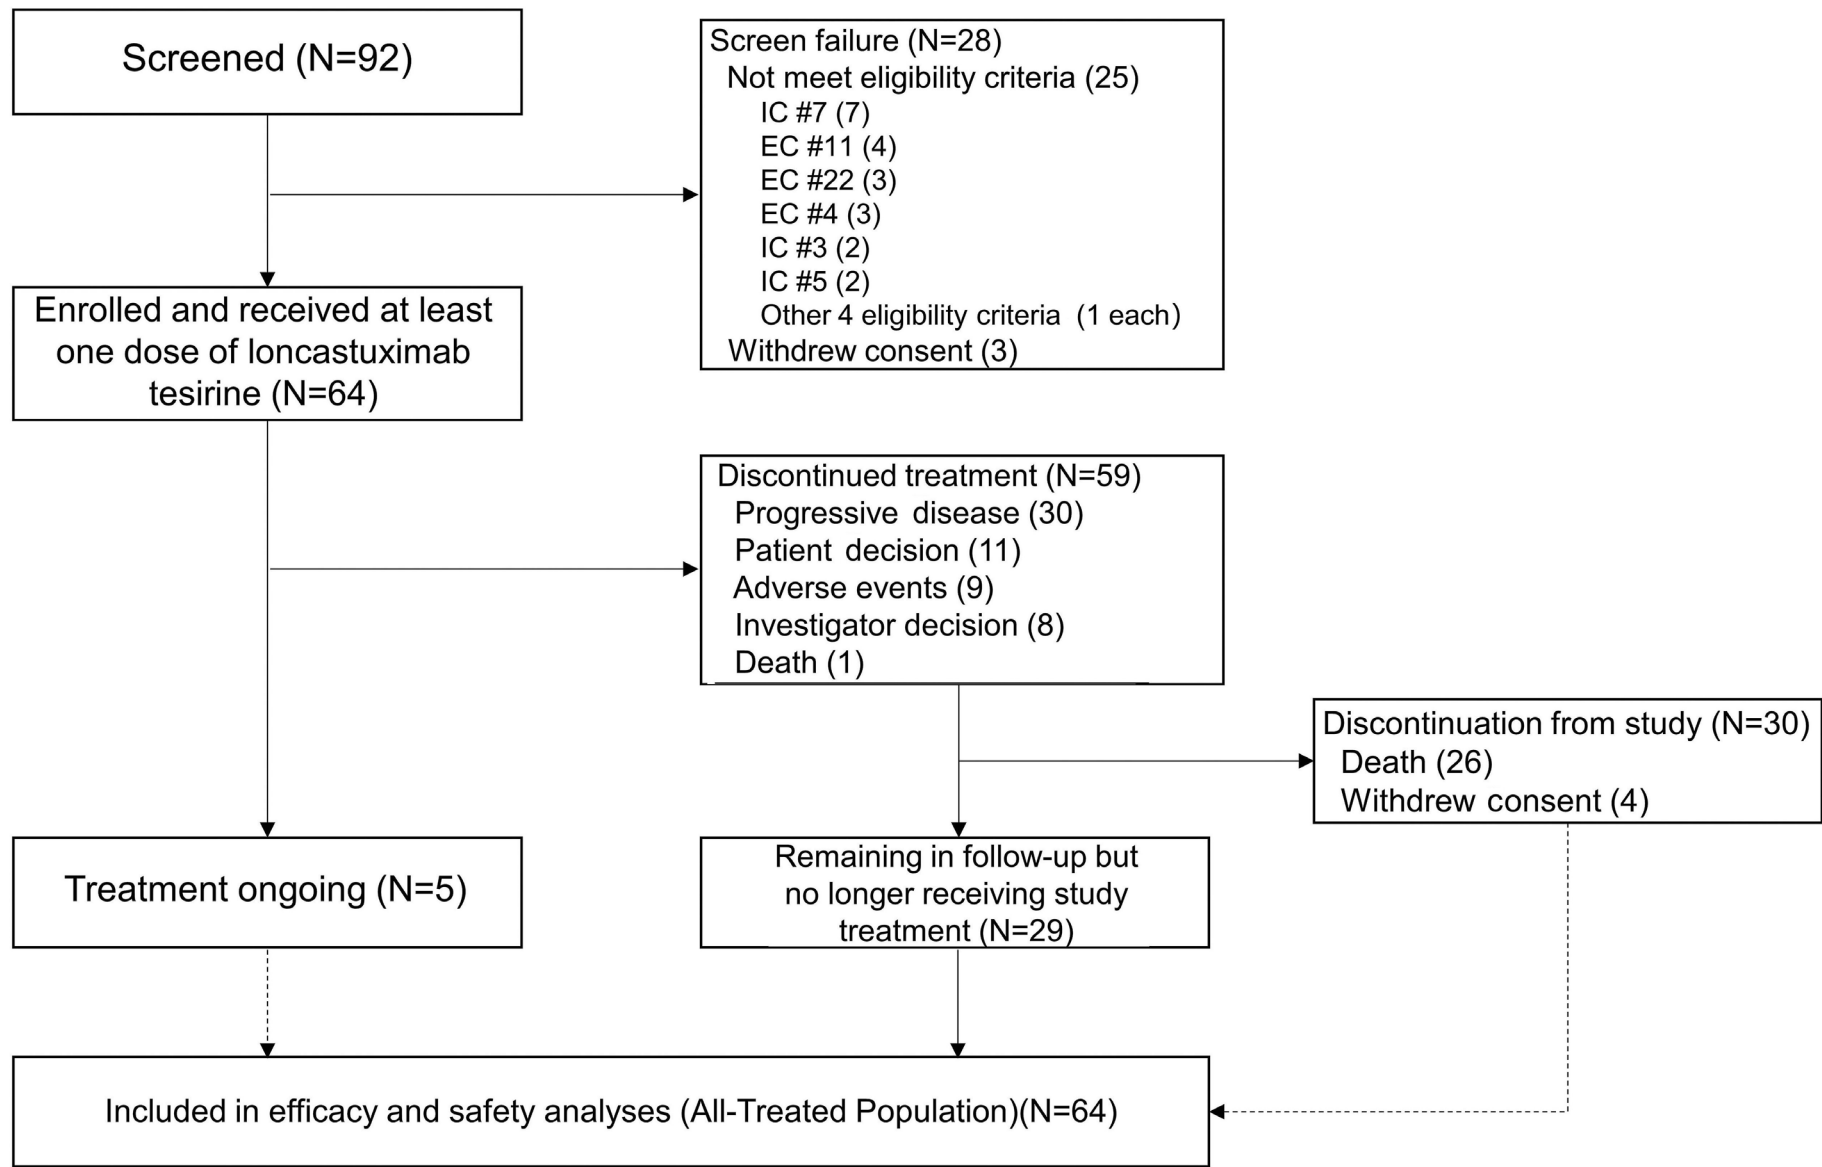 Screened (N=92)
Screen failure (N=28)
Not meet eligibility criteria (25)
IC #7 (7)
EC #11 (4)
EC #22 (3)
EC #4 (3)
IC #3 (2)
IC #5 (2)
Other 4 eligibility criteria (1 each)
Withdrew consent (3)
Enrolled and received at least
one dose of loncastuximab
tesirine (N=64)
Discontinued treatment (N=59)
Progressive disease (30)
Patient decision (11)
Adverse events (9)
Investigator decision (8)
Death (1)
Discontinuation from study (N=30)
Death (26)
Withdrew consent (4)
Treatment ongoing (N=5)
Remaining in follow-up but
no longer receiving study
treatment (N=29)
Included in efficacy and safety analyses (All-Treated Population)(N=64)